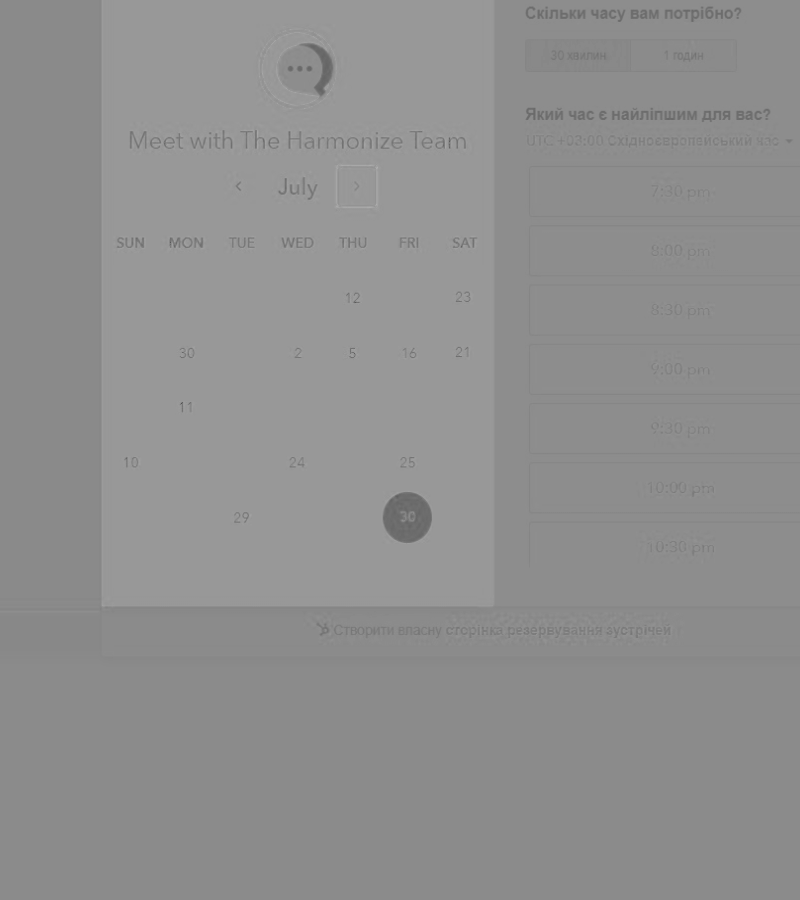 Скільки часу вам потрібно?
30 хвилин
1 годин
Meet with The Harmonize Team
July
SUN MON TUE WED THU FRI SAT
12 23
30 2 5 16 21
11
10 24 25
29 30
Який час є найліпшим для вас?
UTC +03:00 Східноєвропейський час
7:30 pm
8:00 pm
8:30 pm
9:00 pm
9:30 pm
10:00 pm
10:30 pm
Створити власну сторінка резервування зустрічей